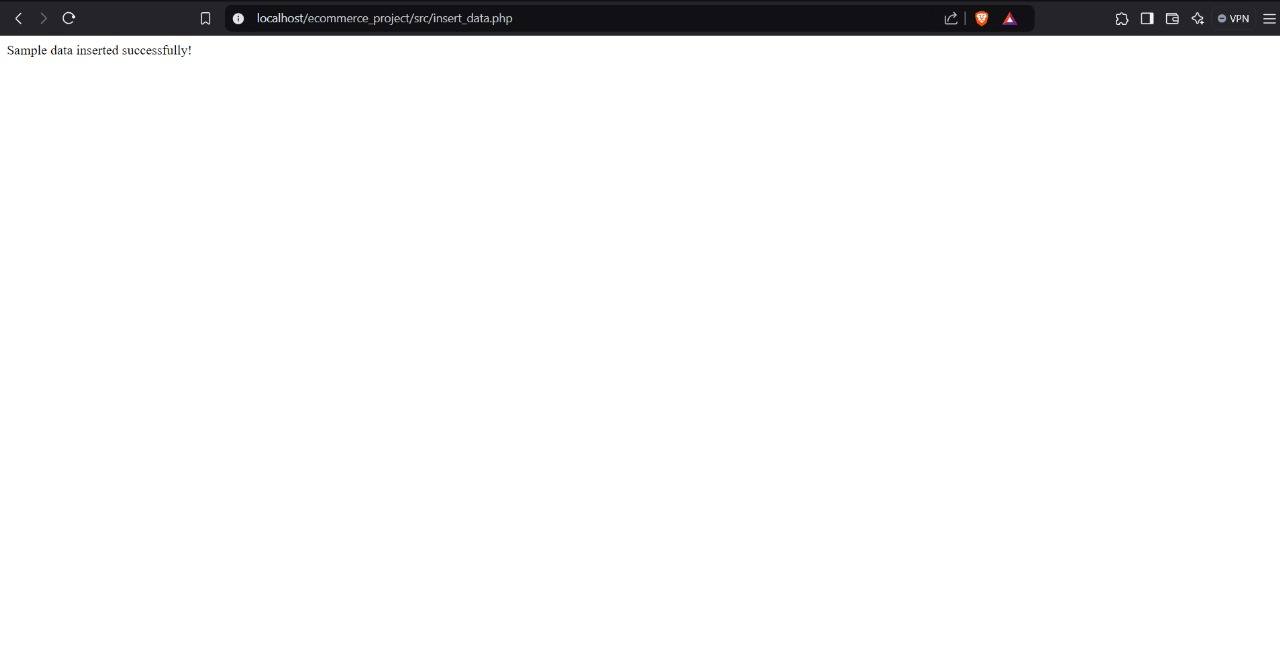 localhost/ecommerce_project/src/insert_data.php
VPN
Sample data inserted successfully!